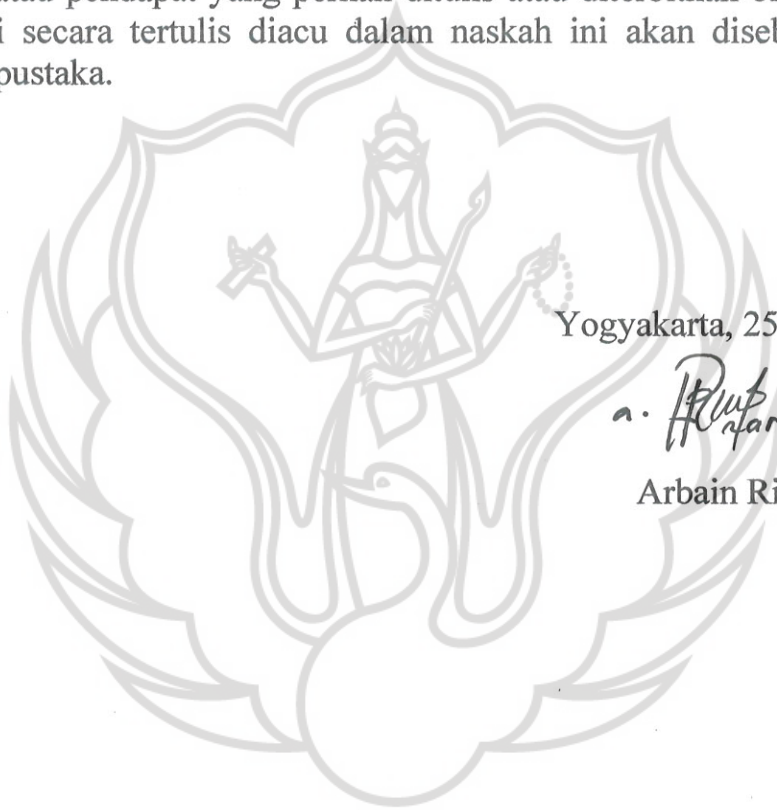 atau pendapat yang pernah ditulis atau diterbitkan
i secara tertulis diacu dalam naskah ini akan
pustaka.
Yogyakarta, 25
a.
Arbain Ri